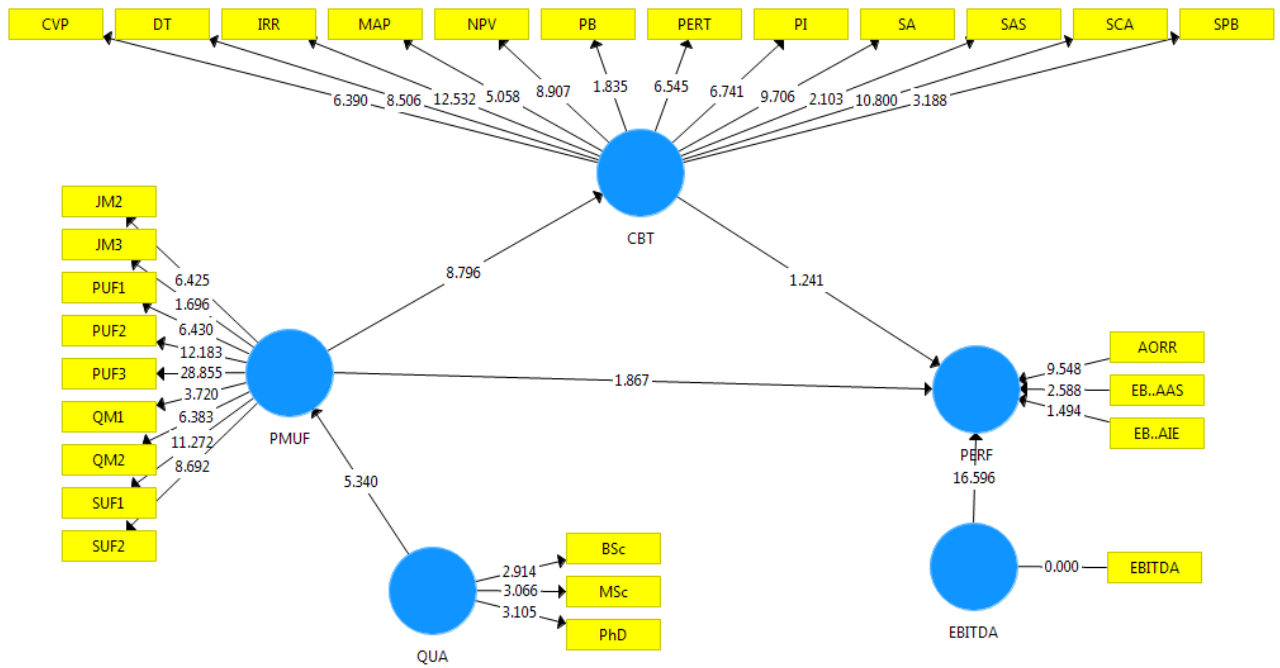 CVP DT IRR MAP NPV PB PERT PI SA SAS SCA SPB
6.390 8.506 12.532 5.058 8.907 1.835 6.545 6.741 9.706 2.103 10.800 3.188
CBT
JM2
JM3
PUF1
PUF2
PUF3
QM1
QM2
SUF1
SUF2
6.425
1.696
6.430
12.183
28.855
3.720
6.383
11.272
8.692
PMUF
8.796
1.241
1.867
5.340
PERF
9.548
2.588
1.494
AORR
EB..AAS
EB..AIE
16.596
QUA
2.914
3.066
3.105
BSc
MSc
PhD
EBITDA
0.000
EBITDA